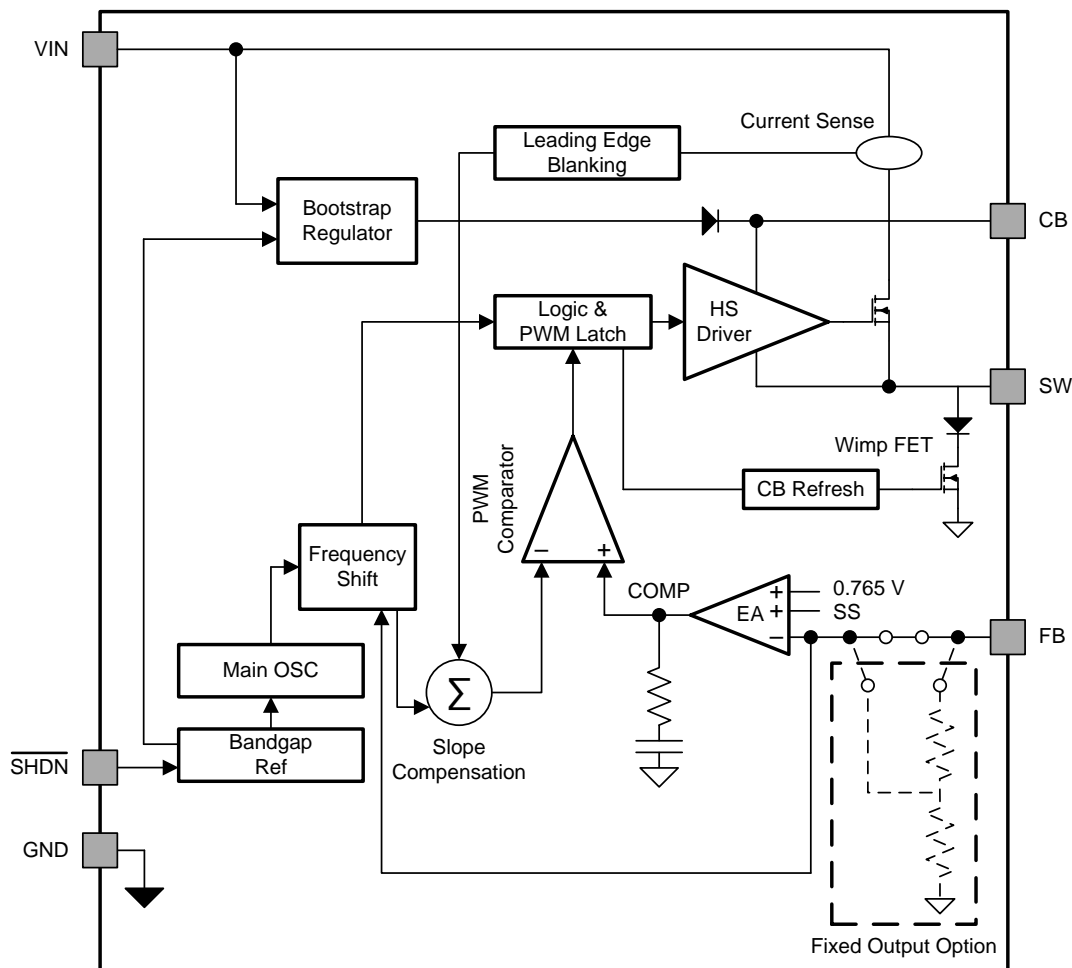 VIN
Current Sense
Leading Edge
Blanking
Bootstrap
Regulator
CB
Logic &
PWM Latch
HS
Driver
SW
Wimp FET
PWM
Comparator
CB Refresh
Frequency
Shift
–
+
COMP
EA
+
+
–
0.765 V
SS
FB
Main OSC
Σ
Bandgap
Ref
SHDN
Slope
Compensation
GND
Fixed Output Option